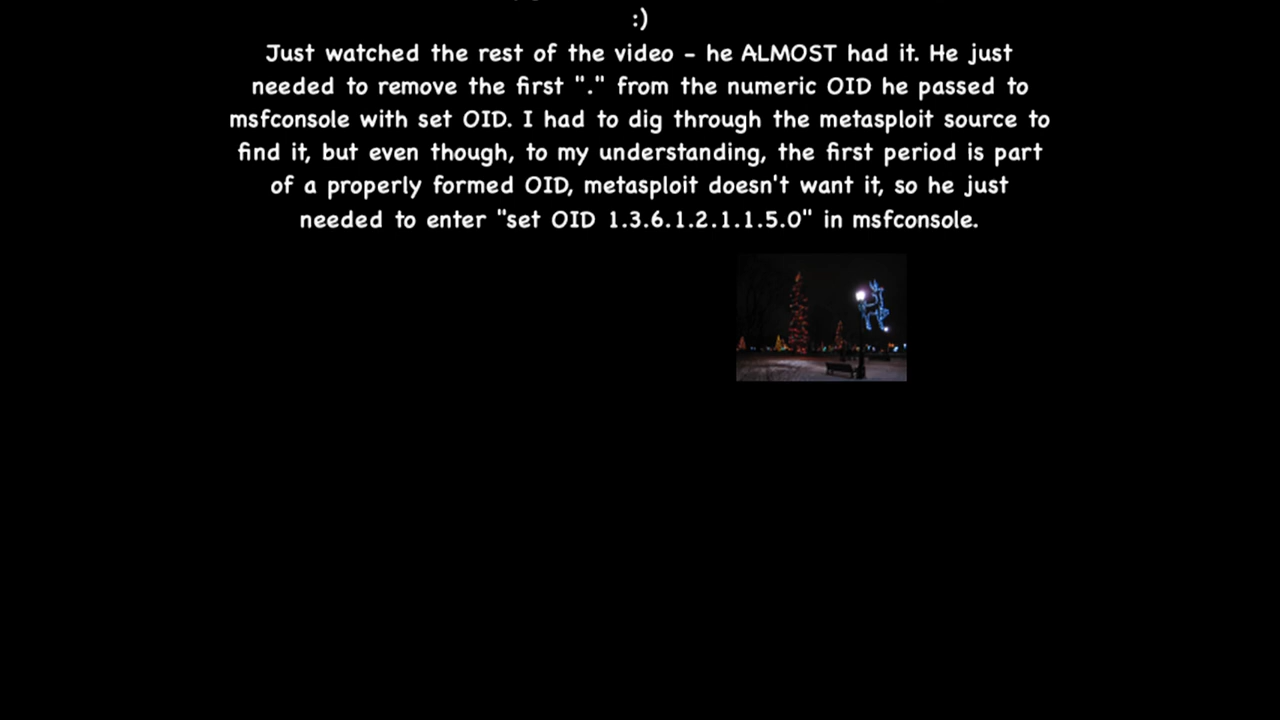 :)
Just watched the rest of the video - he ALMOST had it. He just
needed to remove the first "." from the numeric OID he passed to
msfconsole with set OID. I had to dig through the metasploit source to
find it, but even though, to my understanding, the first period is part
of a properly formed OID, metasploit doesn't want it, so he just
needed to enter "set OID 1.3.6.1.2.1.1.5.0" in msfconsole.